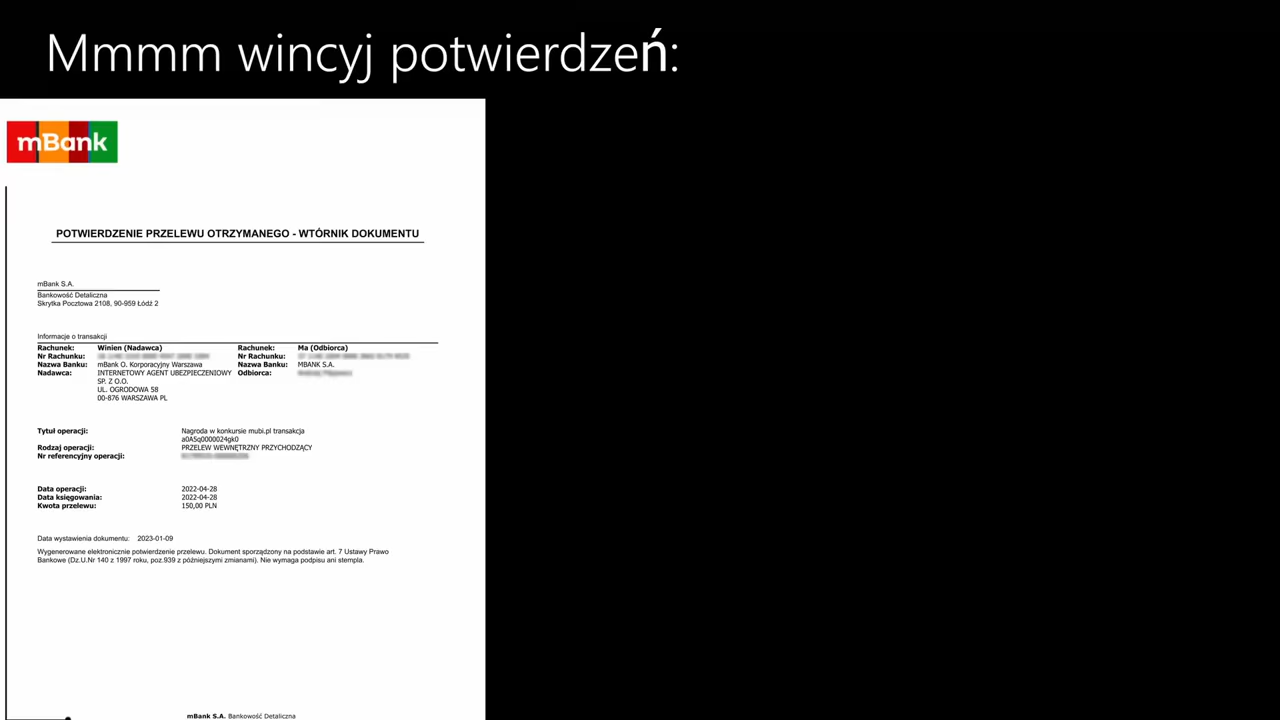 Mmmm wincyj potwierdzeń:
mBank
POTWIERDZENIE PRZELEWU OTRZYMANEGO - WTÓRNIK DOKUMENTU
mBank S.A.
Bankowość Detaliczna
Skrytka Pocztowa 2108, 90-959 Łódź 2
Informacje o transakcji
Rachunek: Winien (Nadawca) Rachunek: Ma (Odbiorca)
Nr Rachunku: Nr Rachunku:
Nazwa Banku: mBank O. Korporacyjny Warszawa Nazwa Banku: MBANK S.A.
Nadawca: INTERNETOWY AGENT UBEZPIECZENIOWY Odbiorca:
SP. Z O.O.
UL. OGRODOWA 58
00-876 WARSZAWA PL
Tytuł operacji: Nagroda w konkursie mubi.pl transakcja
a0A5q0000024gk0
Rodzaj operacji: PRZELEW WEWNĘTRZNY PRZYCHODZĄCY
Nr referencyjny operacji:
Data operacji: 2022-04-28
Data księgowania: 2022-04-28
Kwota przelewu: 150,00 PLN
Data wystawienia dokumentu: 2023-01-09
Wygenerowane elektronicznie potwierdzenie przelewu. Dokument sporządzony na podstawie art. 7 Ustawy Prawo
Bankowe (Dz.U.Nr 140 z 1997 roku, poz.939 z późniejszymi zmianami). Nie wymaga podpisu ani stempla.
mBank S.A. Bankowość Detaliczna